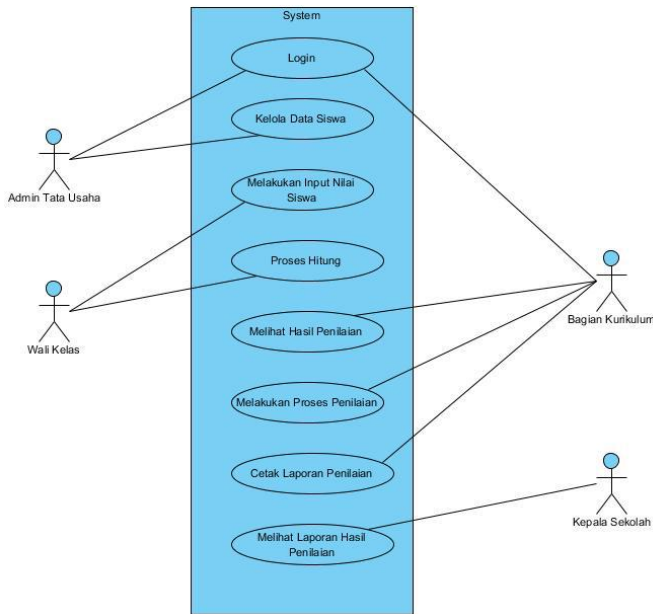 System
Login
Kelola Data Siswa
Admin Tata Usaha
Melakukan Input Nilai
Siswa
Proses Hitung
Wali Kelas
Bagian Kurikulum
Melihat Hasil Penilaian
Melakukan Proses Penilaian
Cetak Laporan Penilaian
Kepala Sekolah
Melihat Laporan Hasil
Penilaian